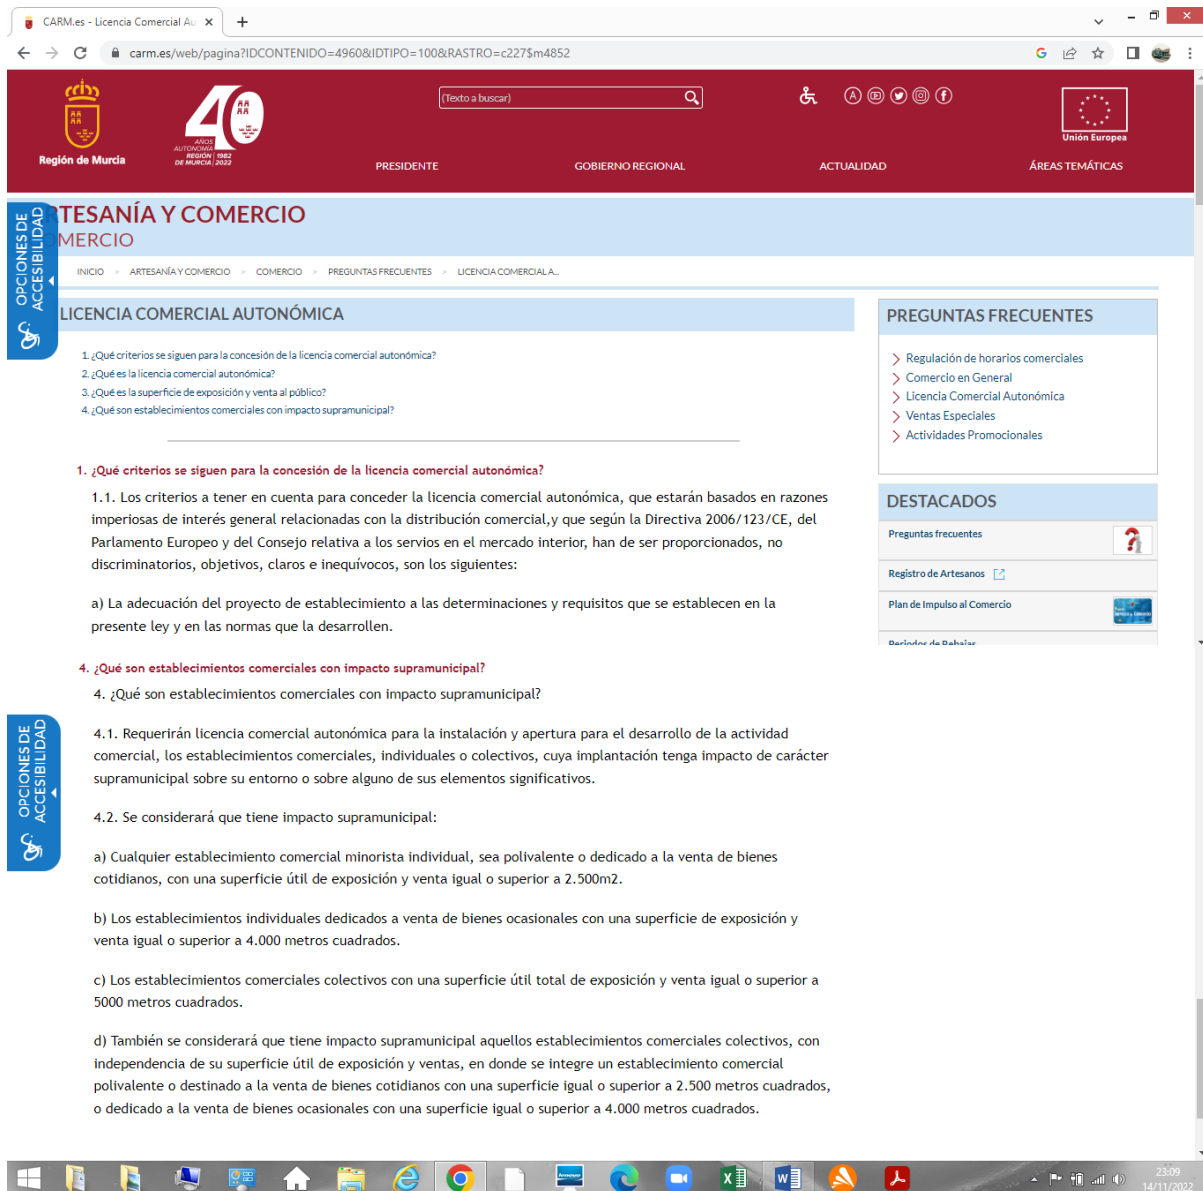 CARM.es - Licencia Comercial Au
carm.es/web/pagina?IDCONTENIDO=4960&IDTIPO=100&RASTRO=c227$m4852
Región de Murcia
40
AÑOS
AUTONOMÍA
REGIÓN 1982
DE MURCIA 2022
(Texto a buscar)
Unión Europea
PRESIDENTE
GOBIERNO REGIONAL
ACTUALIDAD
ÁREAS TEMÁTICAS
OPCIONES DE
ACCESIBILIDAD
RTESANÍA Y COMERCIO
OMERCIO
INICIO > ARTESANÍA Y COMERCIO > COMERCIO > PREGUNTAS FRECUENTES > LICENCIA COMERCIAL A...
LICENCIA COMERCIAL AUTONÓMICA
1. ¿Qué criterios se siguen para la concesión de la licencia comercial autonómica?
2. ¿Qué es la licencia comercial autonómica?
3. ¿Qué es la superficie de exposición y venta al público?
4. ¿Qué son establecimientos comerciales con impacto supramunicipal?
PREGUNTAS FRECUENTES
Regulación de horarios comerciales
Comercio en General
Licencia Comercial Autonómica
Ventas Especiales
Actividades Promocionales
DESTACADOS
Preguntas frecuentes
Registro de Artesanos
Plan de Impulso al Comercio
Periodos de Rebajas
1. ¿Qué criterios se siguen para la concesión de la licencia comercial autonómica?
1.1. Los criterios a tener en cuenta para conceder la licencia comercial autonómica, que estarán basados en razones
imperiosas de interés general relacionadas con la distribución comercial,y que según la Directiva 2006/123/CE, del
Parlamento Europeo y del Consejo relativa a los servios en el mercado interior, han de ser proporcionados, no
discriminatorios, objetivos, claros e inequívocos, son los siguientes:
a) La adecuación del proyecto de establecimiento a las determinaciones y requisitos que se establecen en la
presente ley y en las normas que la desarrollen.
4. ¿Qué son establecimientos comerciales con impacto supramunicipal?
4. ¿Qué son establecimientos comerciales con impacto supramunicipal?
OPCIONES DE
ACCESIBILIDAD
4.1. Requerirán licencia comercial autonómica para la instalación y apertura para el desarrollo de la actividad
comercial, los establecimientos comerciales, individuales o colectivos, cuya implantación tenga impacto de carácter
supramunicipal sobre su entorno o sobre alguno de sus elementos significativos.
4.2. Se considerará que tiene impacto supramunicipal:
a) Cualquier establecimiento comercial minorista individual, sea polivalente o dedicado a la venta de bienes
cotidianos, con una superficie útil de exposición y venta igual o superior a 2.500m2.
b) Los establecimientos individuales dedicados a venta de bienes ocasionales con una superficie de exposición y
venta igual o superior a 4.000 metros cuadrados.
c) Los establecimientos comerciales colectivos con una superficie útil total de exposición y venta igual o superior a
5000 metros cuadrados.
d) También se considerará que tiene impacto supramunicipal aquellos establecimientos comerciales colectivos, con
independencia de su superficie útil de exposición y ventas, en donde se integre un establecimiento comercial
polivalente o destinado a la venta de bienes cotidianos con una superficie igual o superior a 2.500 metros cuadrados,
o dedicado a la venta de bienes ocasionales con una superficie igual o superior a 4.000 metros cuadrados.
23:09
14/11/2022